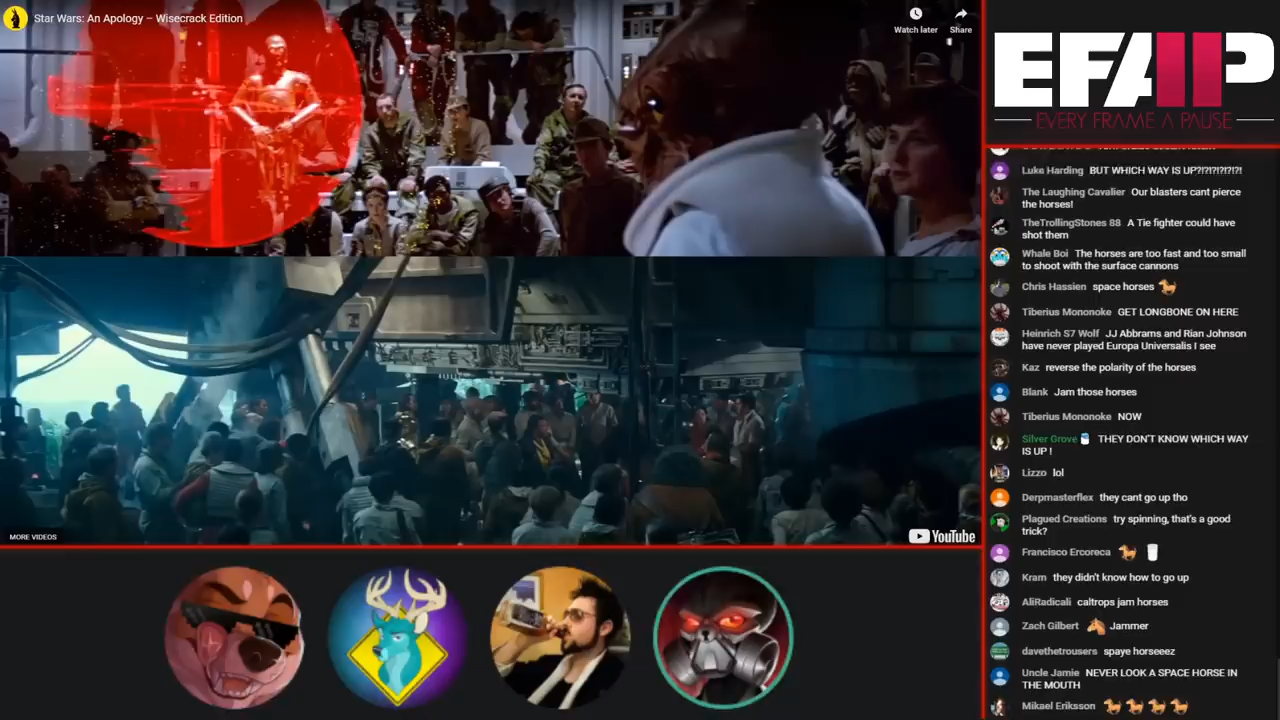 Star Wars: An Apology – Wisecrack Edition
Watch later
Share
MORE VIDEOS
YouTube
EFAP
EVERY FRAME A PAUSE
Luke Harding BUT WHICH WAY IS UP?!?!?!?!?!?!
The Laughing Cavalier Our blasters cant pierce
the horses!
TheTrollingStones 88 A Tie fighter could have
shot them
Whale Boi The horses are too fast and too small
to shoot with the surface cannons
Chris Hassien space horses
Tiberius Mononoke GET LONGBONE ON HERE
Heinrich S7 Wolf JJ Abbrams and Rian Johnson
have never played Europa Universalis I see
Kaz reverse the polarity of the horses
Blank Jam those horses
Tiberius Mononoke NOW
Silver Grove THEY DON'T KNOW WHICH WAY
IS UP !
Lizzo lol
Derpmasterflex they cant go up tho
Plagued Creations try spinning, that's a good
trick?
Francisco Ercoreca
Kram they didn't know how to go up
AliRadicali caltrops jam horses
Zach Gilbert Jammer
davethetrousers spaye horseeez
Uncle Jamie NEVER LOOK A SPACE HORSE IN
THE MOUTH
Mikael Eriksson